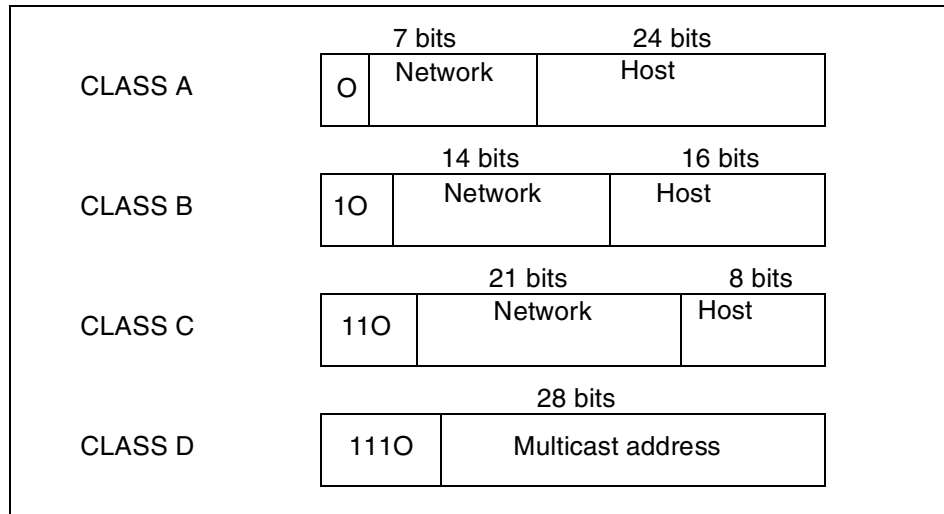 7 bits 24 bits
CLASS A O Network Host
14 bits 16 bits
CLASS B 1O Network Host
21 bits 8 bits
CLASS C 11O Network Host
28 bits
CLASS D 111O Multicast address